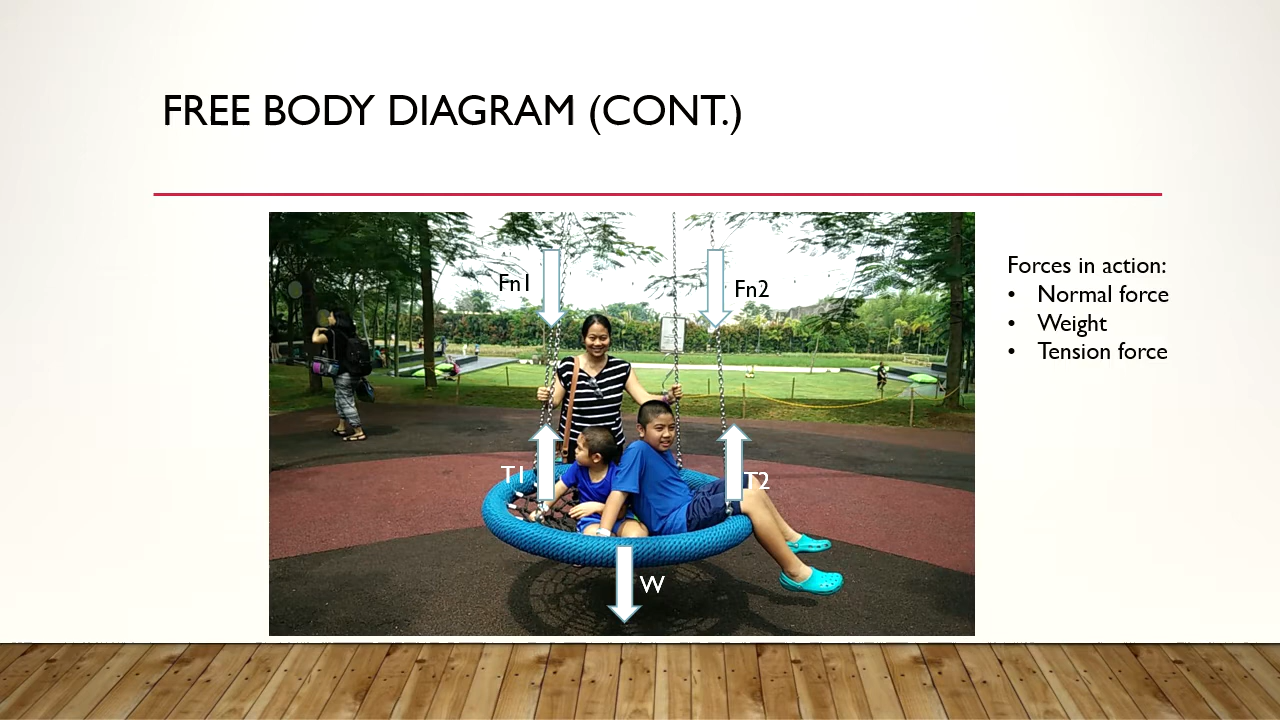 FREE BODY DIAGRAM (CONT.)
Fn1
Fn2
T1
T2
W
Forces in action:
• Normal force
• Weight
• Tension force